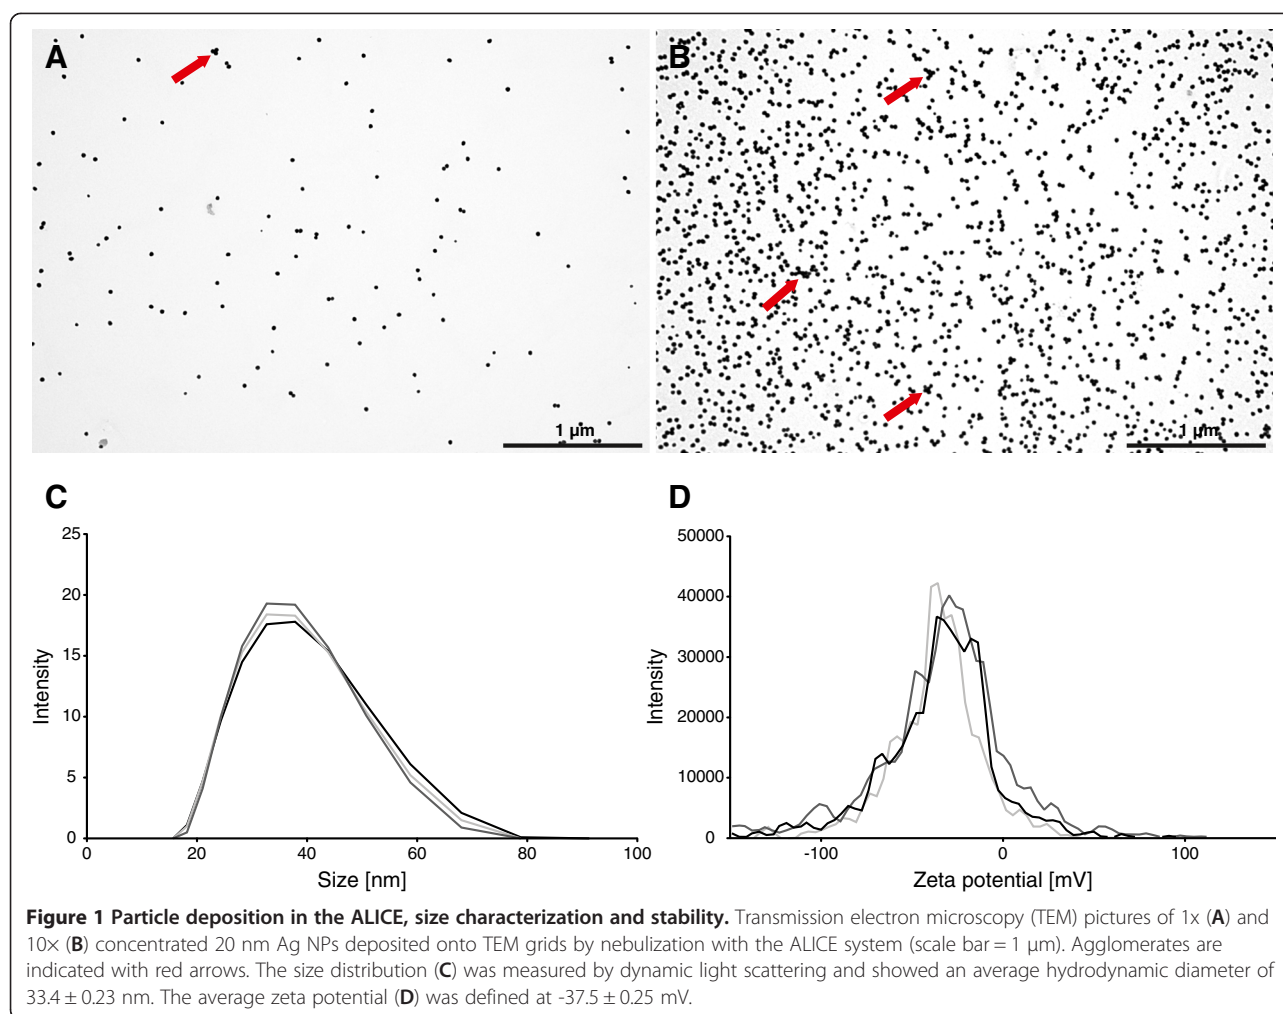 A
B
1 µm
1 µm
C
D
25
20
15
10
5
0
Intensity
0 20 40 60 80 100
Size [nm]
50000
40000
30000
20000
10000
0
Intensity
-100 0 100
Zeta potential [mV]
Figure 1 Particle deposition in the ALICE, size characterization and stability. Transmission electron microscopy (TEM) pictures of 1x (A) and
10× (B) concentrated 20 nm Ag NPs deposited onto TEM grids by nebulization with the ALICE system (scale bar = 1 µm). Agglomerates are
indicated with red arrows. The size distribution (C) was measured by dynamic light scattering and showed an average hydrodynamic diameter of
33.4 ± 0.23 nm. The average zeta potential (D) was defined at -37.5 ± 0.25 mV.